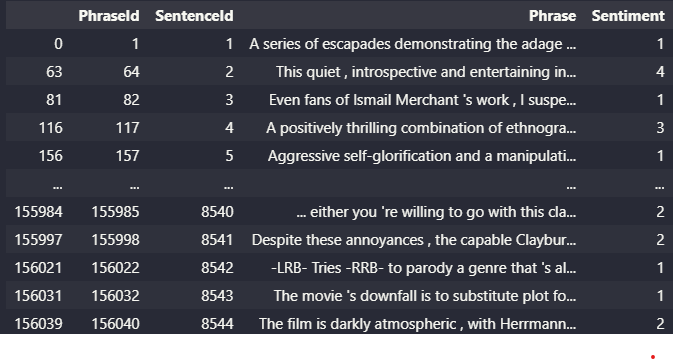 PhraseId SentenceId Phrase Sentiment
0 1 1 A series of escapades demonstrating the adage ... 1
63 64 2 This quiet , introspective and entertaining in... 4
81 82 3 Even fans of Ismail Merchant 's work , I suspe... 1
116 117 4 A positively thrilling combination of ethnogra... 3
156 157 5 Aggressive self-glorification and a manipulati... 1
... ... ... ... ...
155984 155985 8540 ... either you 're willing to go with this cla... 2
155997 155998 8541 Despite these annoyances , the capable Claybur... 2
156021 156022 8542 -LRB- Tries -RRB- to parody a genre that 's al... 1
156031 156032 8543 The movie 's downfall is to substitute plot fo... 1
156039 156040 8544 The film is darkly atmospheric , with Herrmann... 2